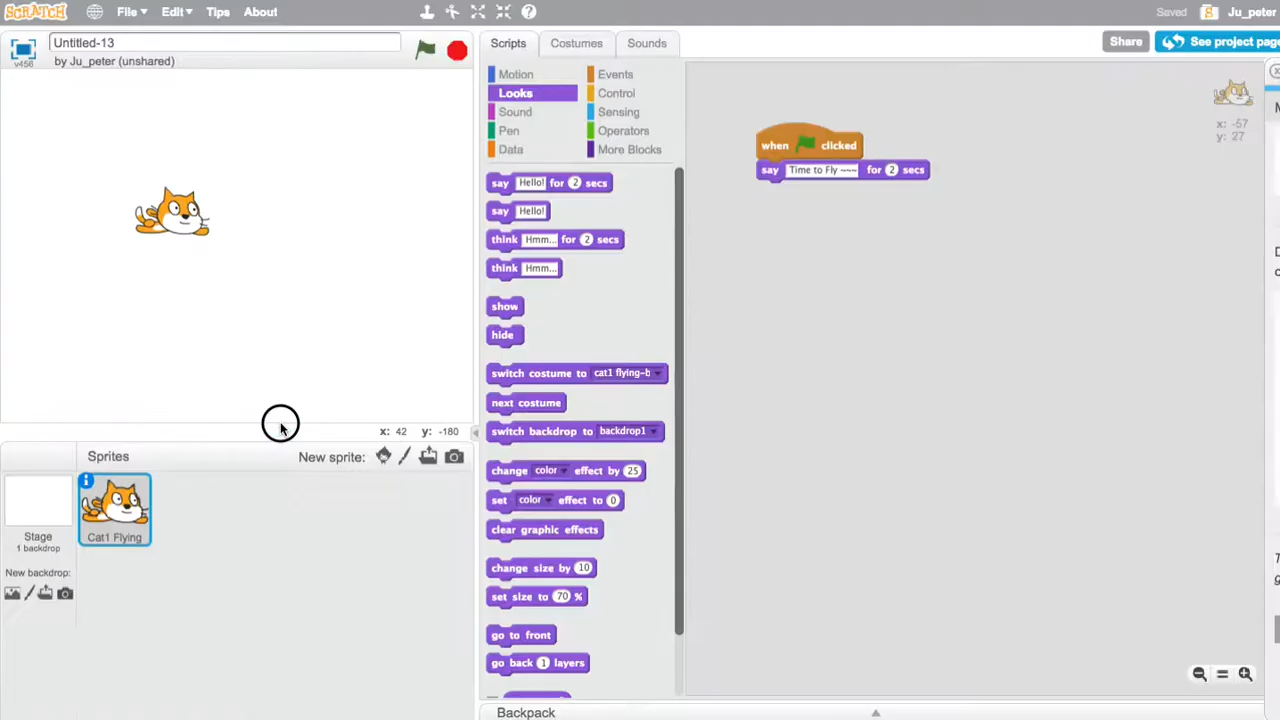 SCRATCH File Edit Tips About Saved Ju_peter
Untitled-13
v456 by Ju_peter (unshared)
Scripts Costumes Sounds
Share See project page
Motion Events
Looks Control
Sound Sensing
Pen Operators
Data More Blocks
say Hello! for 2 secs
say Hello!
think Hmm... for 2 secs
think Hmm...
show
hide
switch costume to cat1 flying-b
next costume
switch backdrop to backdrop1
change color effect by 25
set color effect to 0
clear graphic effects
change size by 10
set size to 70 %
go to front
go back 1 layers
when clicked
say Time to Fly ~~~ for 2 secs
x: -57
y: 27
x: 42 y: -180
Sprites New sprite:
Stage
1 backdrop
New backdrop:
Cat1 Flying
Backpack